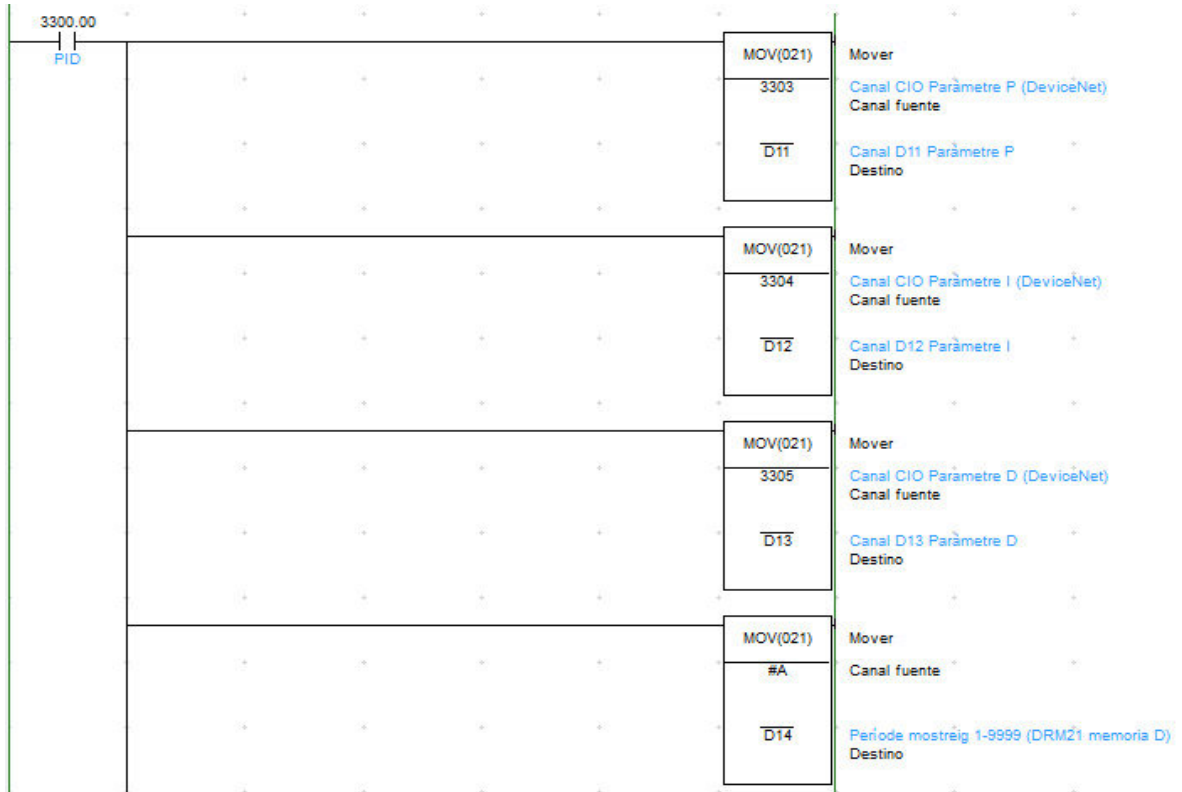 3300.00
PID
MOV(021)
Mover
3303
Canal CIO Paràmetre P (DeviceNet)
Canal fuente
D11
Canal D11 Paràmetre P
Destino
MOV(021)
Mover
3304
Canal CIO Paràmetre I (DeviceNet)
Canal fuente
D12
Canal D12 Paràmetre I
Destino
MOV(021)
Mover
3305
Canal CIO Parametre D (DeviceNet)
Canal fuente
D13
Canal D13 Paràmetre D
Destino
MOV(021)
Mover
#A
Canal fuente
D14
Període mostreig 1-9999 (DRM21 memoria D)
Destino